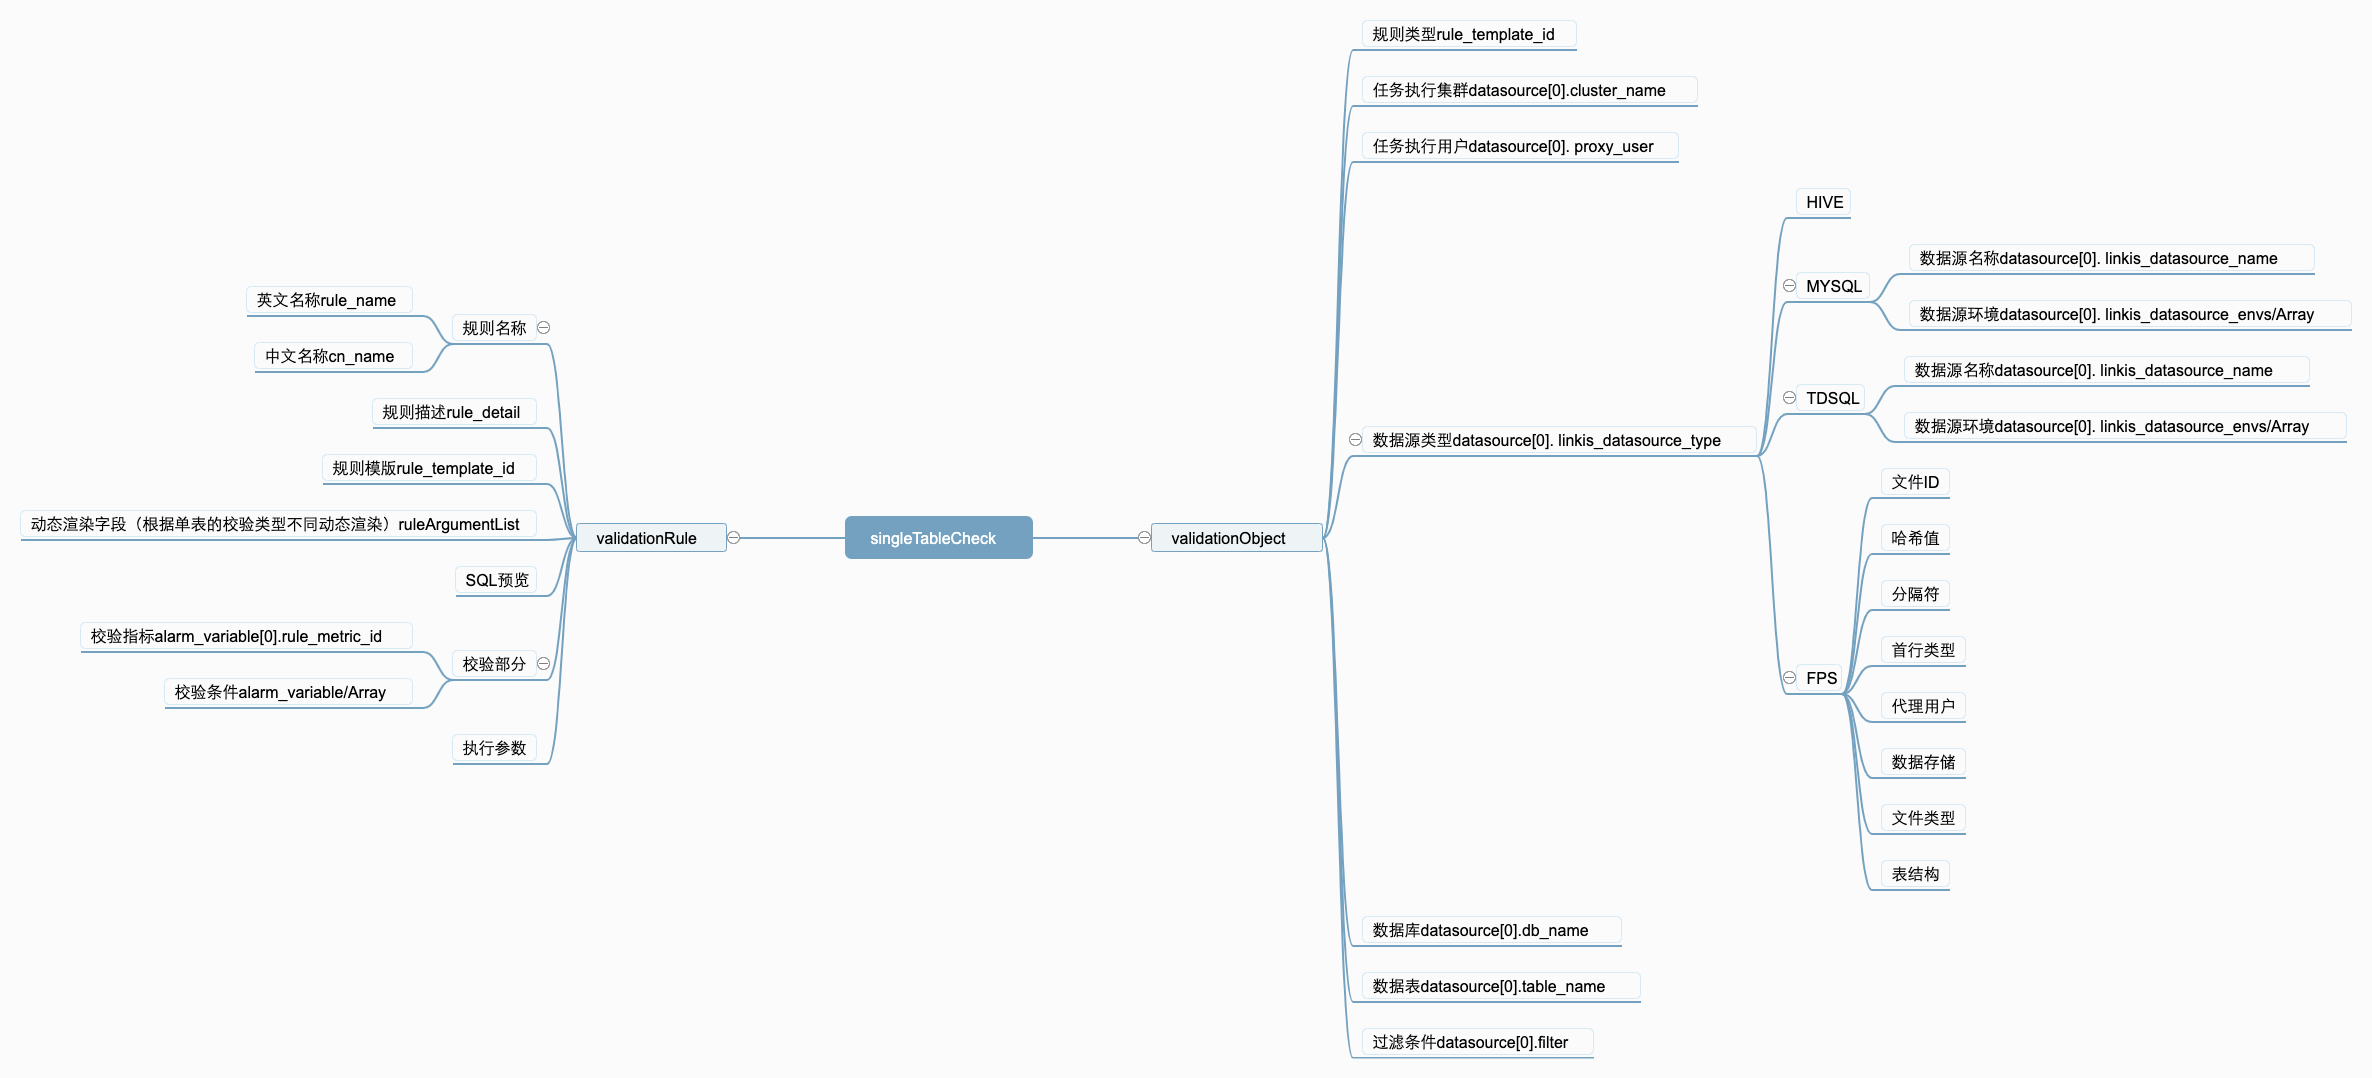 singleTableCheck
validationRule
规则名称
英文名称rule_name
中文名称cn_name
规则描述rule_detail
规则模版rule_template_id
动态渲染字段（根据单表的校验类型不同动态渲染）ruleArgumentList
SQL预览
校验部分
校验指标alarm_variable[0].rule_metric_id
校验条件alarm_variable/Array
执行参数
validationObject
规则类型rule_template_id
任务执行集群datasource[0].cluster_name
任务执行用户datasource[0]. proxy_user
数据源类型datasource[0]. linkis_datasource_type
HIVE
MYSQL
数据源名称datasource[0]. linkis_datasource_name
数据源环境datasource[0]. linkis_datasource_envs/Array
TDSQL
数据源名称datasource[0]. linkis_datasource_name
数据源环境datasource[0]. linkis_datasource_envs/Array
FPS
文件ID
哈希值
分隔符
首行类型
代理用户
数据存储
文件类型
表结构
数据库datasource[0].db_name
数据表datasource[0].table_name
过滤条件datasource[0].filter